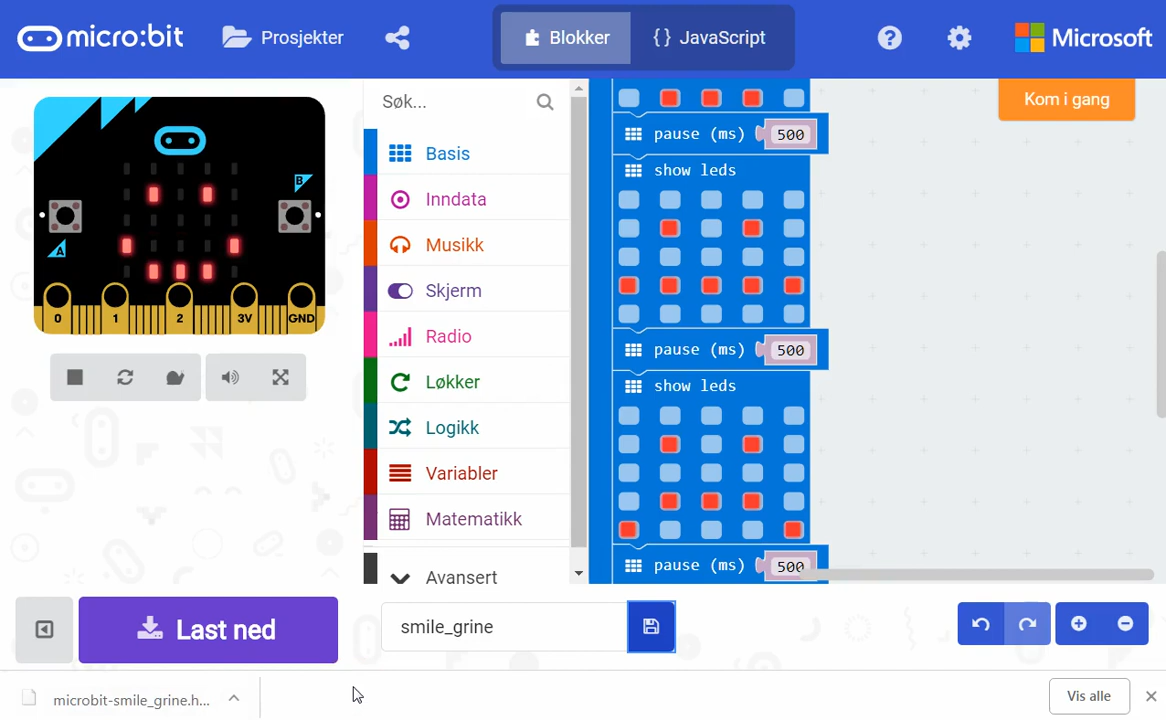 micro:bit
Prosjekter
Blokker
{} JavaScript
?
Microsoft
Søk...
Kom i gang
B
A
0 1 2 3V GND
Basis
Inndata
Musikk
Skjerm
Radio
Løkker
Logikk
Variabler
Matematikk
Avansert
pause (ms) 500
show leds
pause (ms) 500
show leds
pause (ms) 500
Last ned
smile_grine
microbit-smile_grine.h...
Vis alle